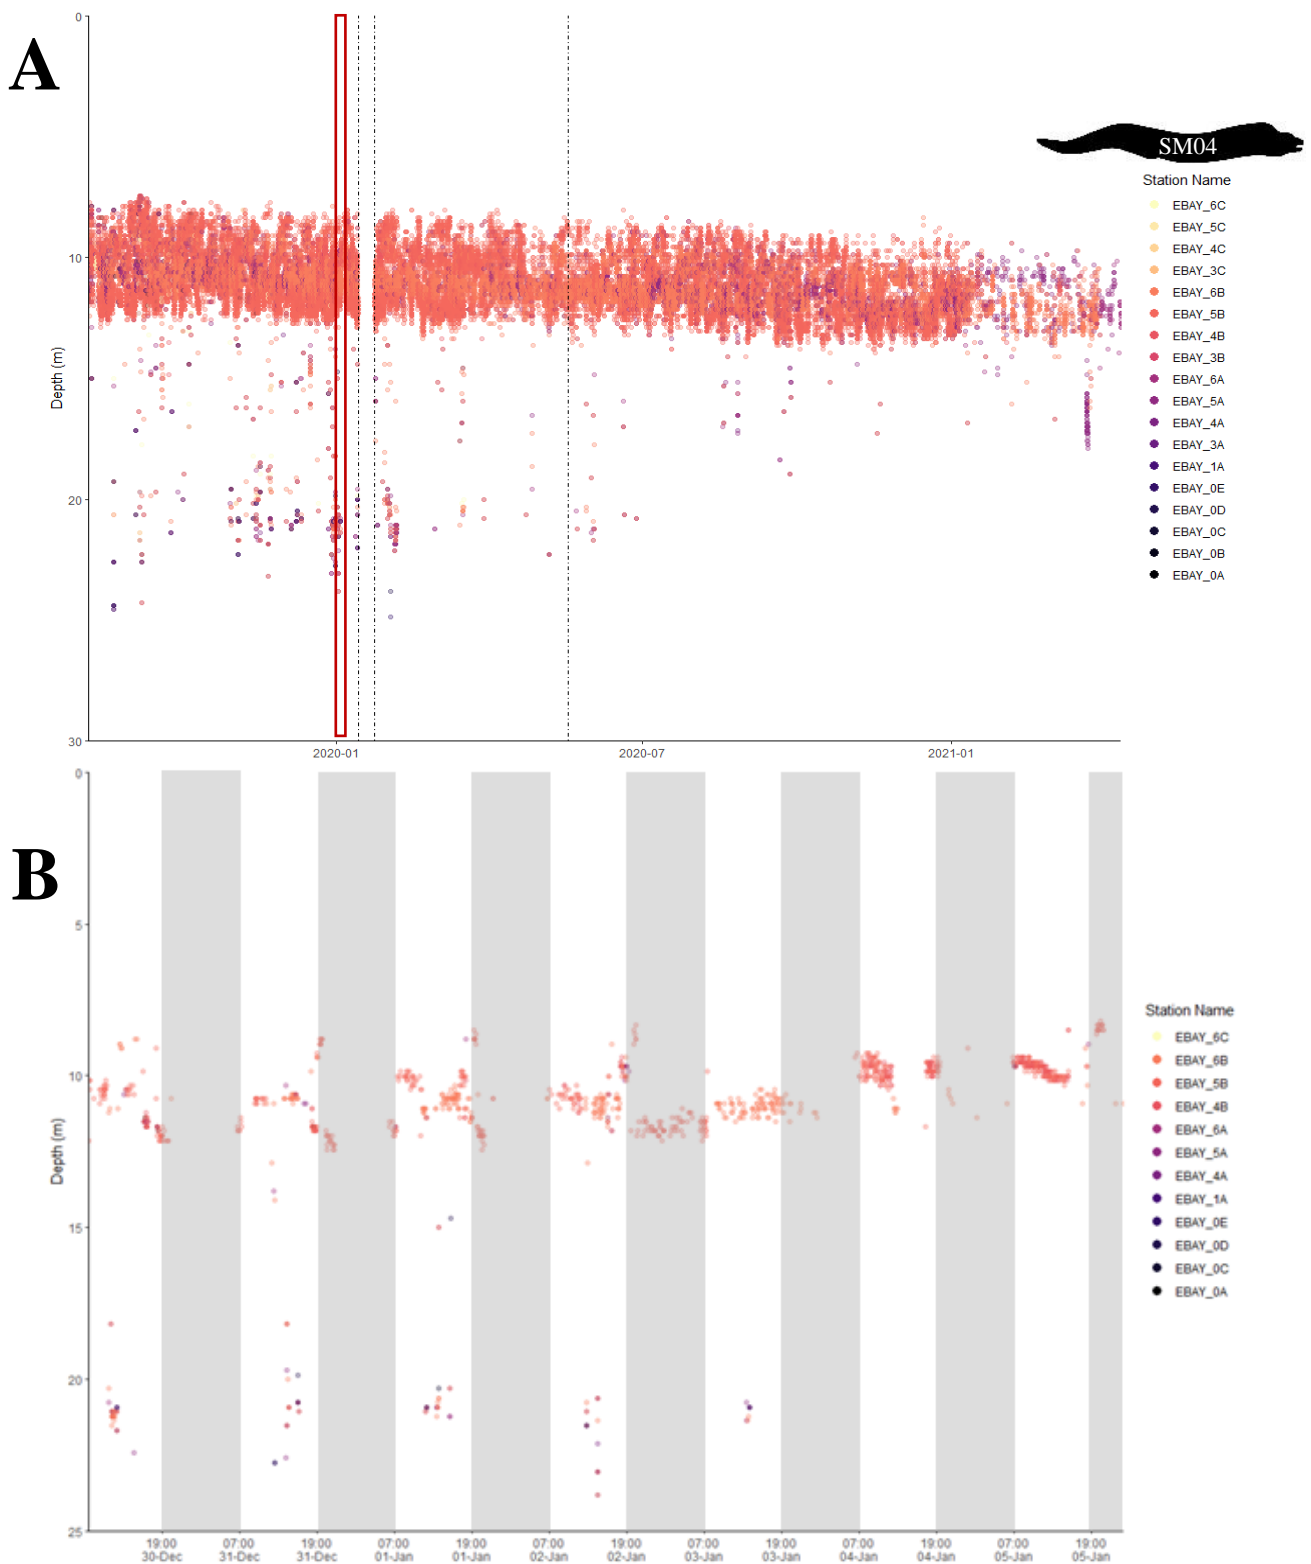 A
0
10
20
30
Depth (m)
2020-01
2020-07
2021-01
SM04
Station Name
EBAY_6C
EBAY_5C
EBAY_4C
EBAY_3C
EBAY_6B
EBAY_5B
EBAY_4B
EBAY_3B
EBAY_6A
EBAY_5A
EBAY_4A
EBAY_3A
EBAY_1A
EBAY_0E
EBAY_0D
EBAY_0C
EBAY_0B
EBAY_0A
B
0
5
10
15
20
25
Depth (m)
19:00 07:00 19:00 07:00 19:00 07:00 19:00 07:00 19:00 07:00 19:00 07:00 19:00
30-Dec 31-Dec 31-Dec 01-Jan 01-Jan 02-Jan 02-Jan 03-Jan 03-Jan 04-Jan 04-Jan 05-Jan 05-Jan
Station Name
EBAY_6C
EBAY_6B
EBAY_5B
EBAY_4B
EBAY_6A
EBAY_5A
EBAY_4A
EBAY_1A
EBAY_0E
EBAY_0D
EBAY_0C
EBAY_0A